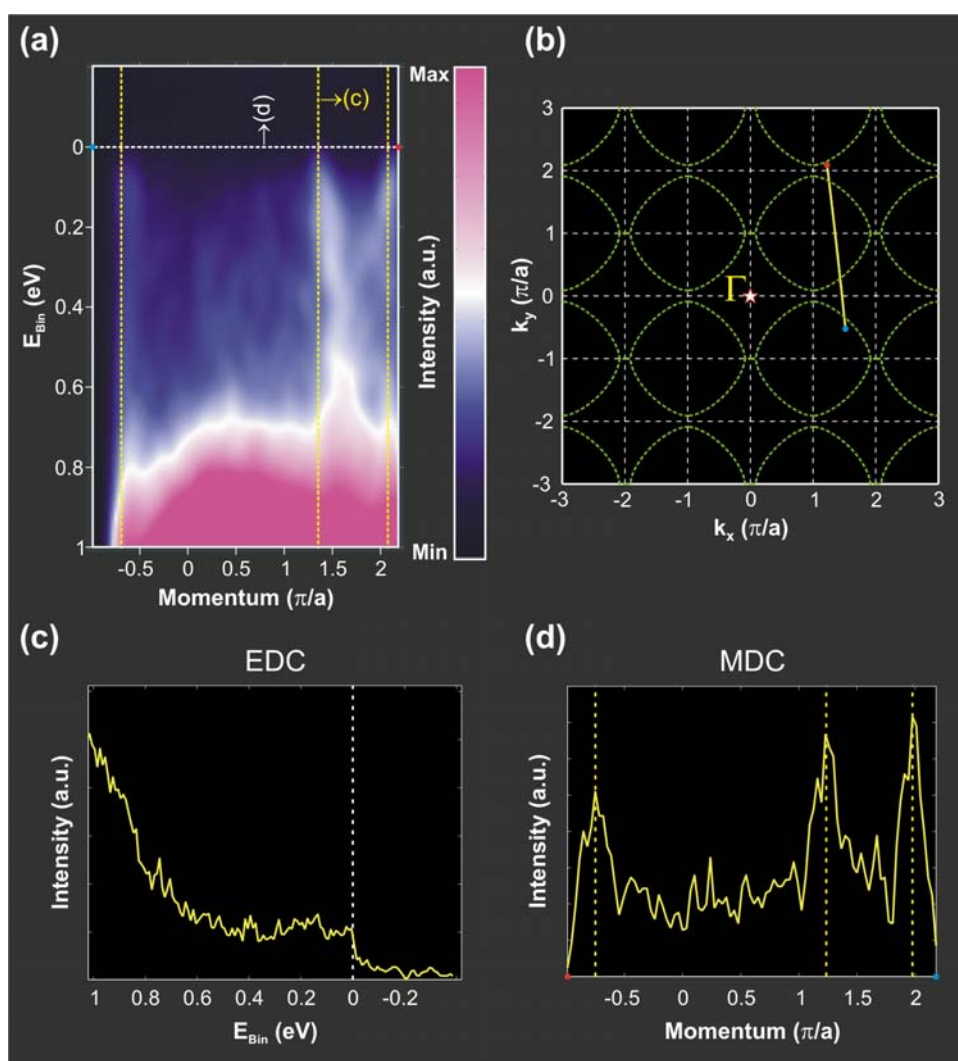 (a)
Max
→(c)
→(d)
0
0.2
0.4
0.6
0.8
1
E_Bin (eV)
-0.5 0 0.5 1 1.5 2
Momentum (π/a)
Intensity (a.u.)
Min
(b)
3
2
1
0
-1
-2
-3
k_y (π/a)
Γ
-3 -2 -1 0 1 2 3
k_x (π/a)
(c)
EDC
Intensity (a.u.)
1 0.8 0.6 0.4 0.2 0 -0.2
E_Bin (eV)
(d)
MDC
Intensity (a.u.)
-0.5 0 0.5 1 1.5 2
Momentum (π/a)